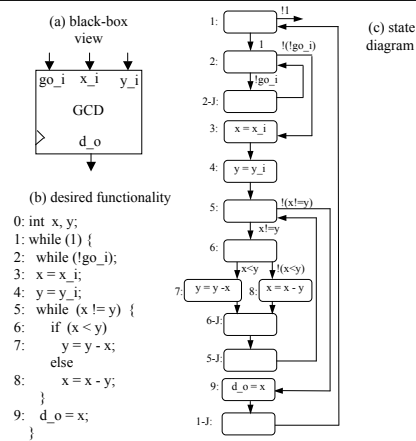 (a) black-box
view
go_i x_i y_i
GCD
d_o
(b) desired functionality
0: int x, y;
1: while (1) {
2: while (!go_i);
3: x = x_i;
4: y = y_i;
5: while (x != y) {
6: if (x < y)
7: y = y - x;
else
8: x = x - y;
}
9: d_o = x;
}
(c) state
diagram
1:
!1
1
2:
!(!go_i)
!go_i
2-J:
3: x = x_i
4: y = y_i
5:
!(x!=y)
x!=y
6:
x<y !(x<y)
7: y = y -x 8: x = x - y
6-J:
5-J:
9: d_o = x
1-J: